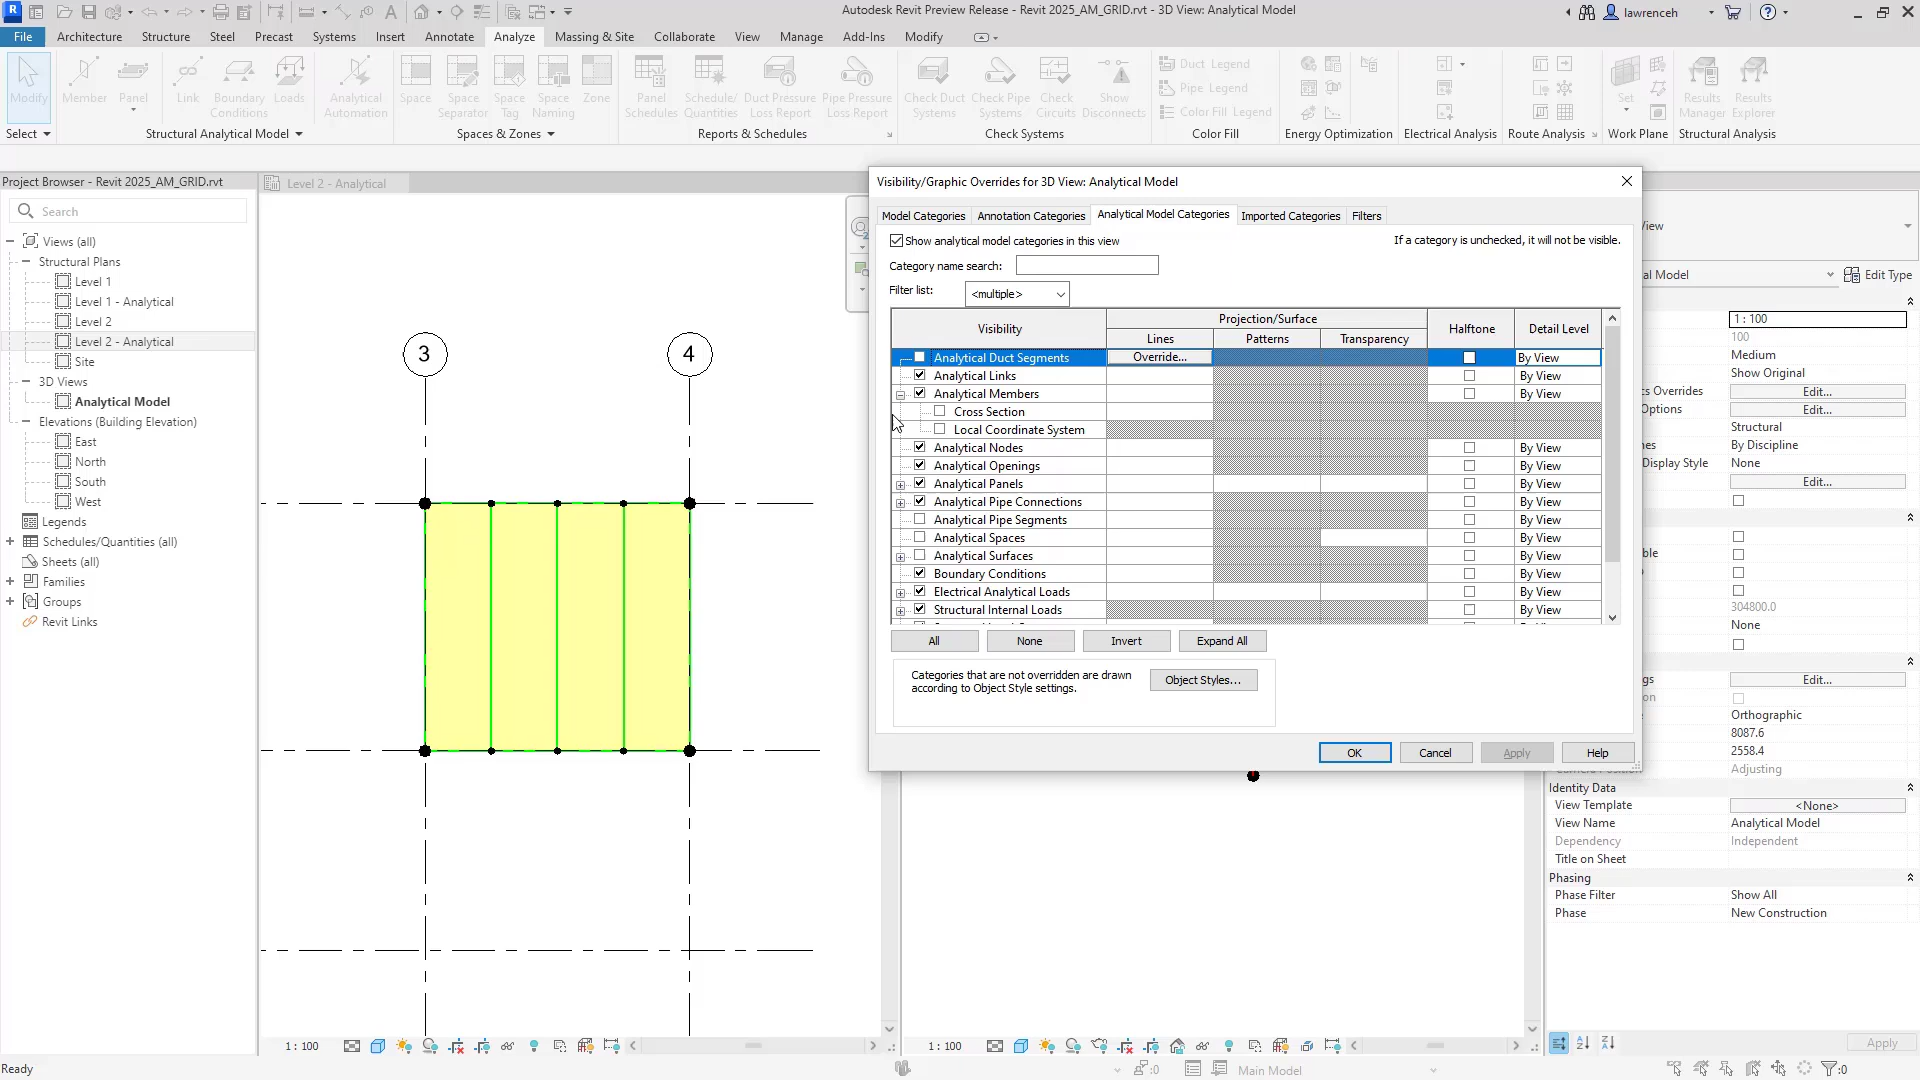 Autodesk Revit Preview Release - Revit 2025_AM_GRID.rvt - 3D View: Analytical Model
lawrenceh
File Architecture Structure Steel Precast Systems Insert Annotate Analyze Massing & Site Collaborate View Manage Add-Ins Modify
Modify
Member
Panel
Link
Boundary Conditions
Loads
Analytical Automation
Space
Space Separator
Space Tag
Space Naming
Zone
Panel Schedules
Schedule/ Quantities
Duct Pressure Loss Report
Pipe Pressure Loss Report
Check Duct Systems
Check Pipe Systems
Check Circuits
Show Disconnects
Duct Legend
Pipe Legend
Color Fill Legend
Set
Results Manager
Results Explorer
Select
Structural Analytical Model
Spaces & Zones
Reports & Schedules
Check Systems
Color Fill
Energy Optimization
Electrical Analysis
Route Analysis
Work Plane
Structural Analysis
Project Browser - Revit 2025_AM_GRID.rvt
Search
Views (all)
Structural Plans
Level 1
Level 1 - Analytical
Level 2
Level 2 - Analytical
Site
3D Views
Analytical Model
Elevations (Building Elevation)
East
North
South
West
Legends
Schedules/Quantities (all)
Sheets (all)
Families
Groups
Revit Links
Level 2 - Analytical
3
4
Visibility/Graphic Overrides for 3D View: Analytical Model
Model Categories Annotation Categories Analytical Model Categories Imported Categories Filters
Show analytical model categories in this view
If a category is unchecked, it will not be visible.
Category name search:
Filter list: <multiple>
Visibility Projection/Surface Halftone Detail Level
Lines Patterns Transparency
Analytical Duct Segments Override... By View
Analytical Links By View
Analytical Members By View
Cross Section
Local Coordinate System
Analytical Nodes By View
Analytical Openings By View
Analytical Panels By View
Analytical Pipe Connections By View
Analytical Pipe Segments By View
Analytical Spaces By View
Analytical Surfaces By View
Boundary Conditions By View
Electrical Analytical Loads By View
Structural Internal Loads By View
All None Invert Expand All
Categories that are not overridden are drawn
according to Object Style settings.
Object Styles...
OK Cancel Apply Help
iew
al Model
Edit Type
1 : 100
100
Medium
Show Original
cs Overrides Edit...
Options Edit...
Structural
nes By Discipline
Display Style None
Edit...
ble
304800.0
None
gs Edit...
on
Orthographic
8087.6
2558.4
Adjusting
Identity Data
View Template <None>
View Name Analytical Model
Dependency Independent
Title on Sheet
Phasing
Phase Filter Show All
Phase New Construction
Apply
1 : 100
1 : 100
Ready
:0
Main Model
:0